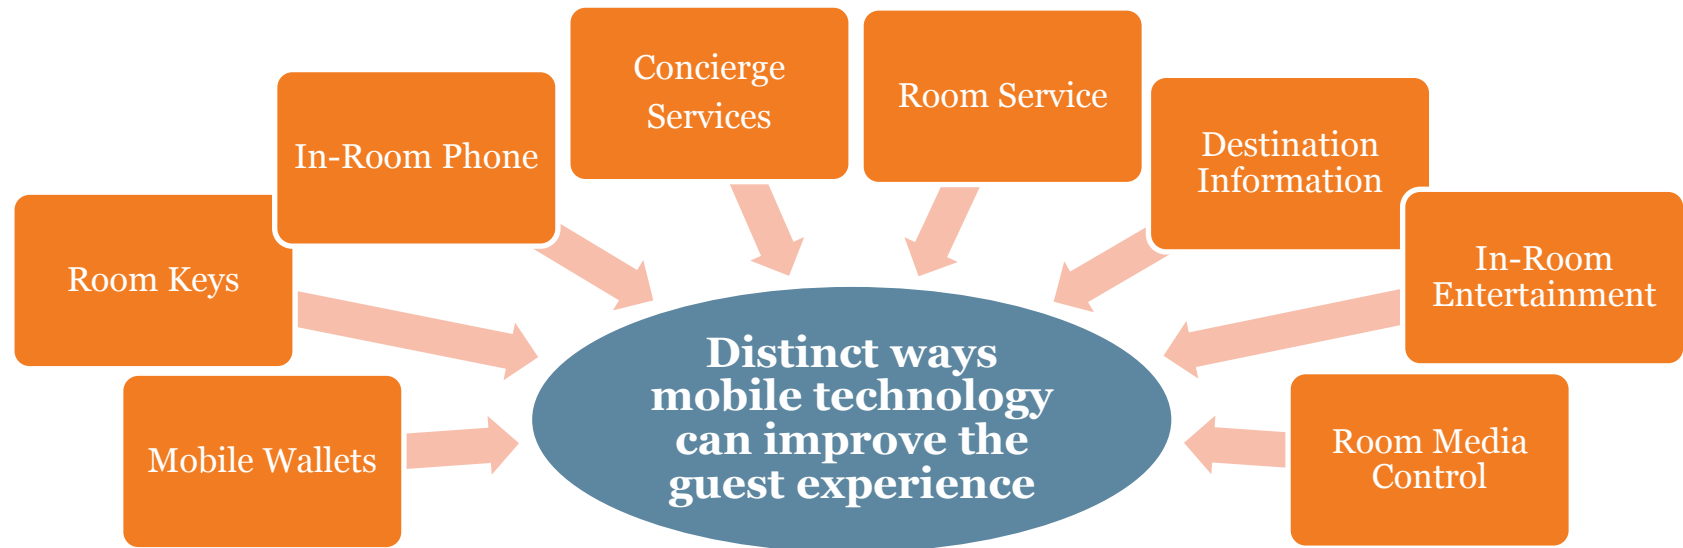 Concierge
Services
Room Service
In-Room Phone
Destination
Information
Room Keys
In-Room
Entertainment
Mobile Wallets
Distinct ways
mobile technology
can improve the
guest experience
Room Media
Control